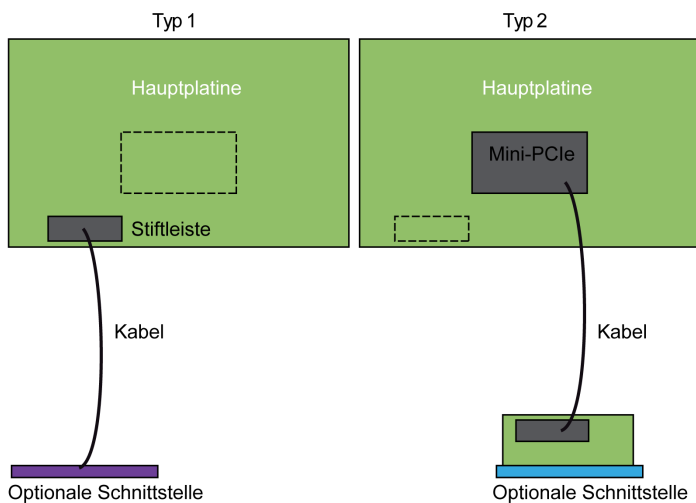 Typ 1
Typ 2
Hauptplatine
Hauptplatine
Mini-PCIe
Stiftleiste
Kabel
Kabel
Optionale Schnittstelle
Optionale Schnittstelle